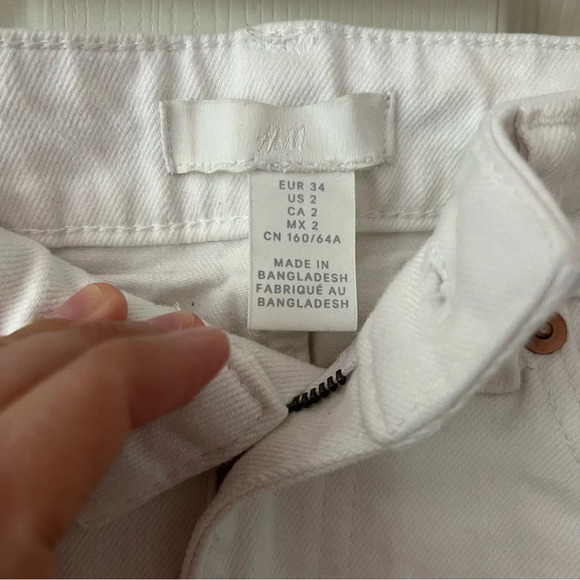 H&M
EUR 34
US 2
CA 2
MX 2
CN 160/64A
MADE IN
BANGLADESH
FABRIQUÉ AU
BANGLADESH